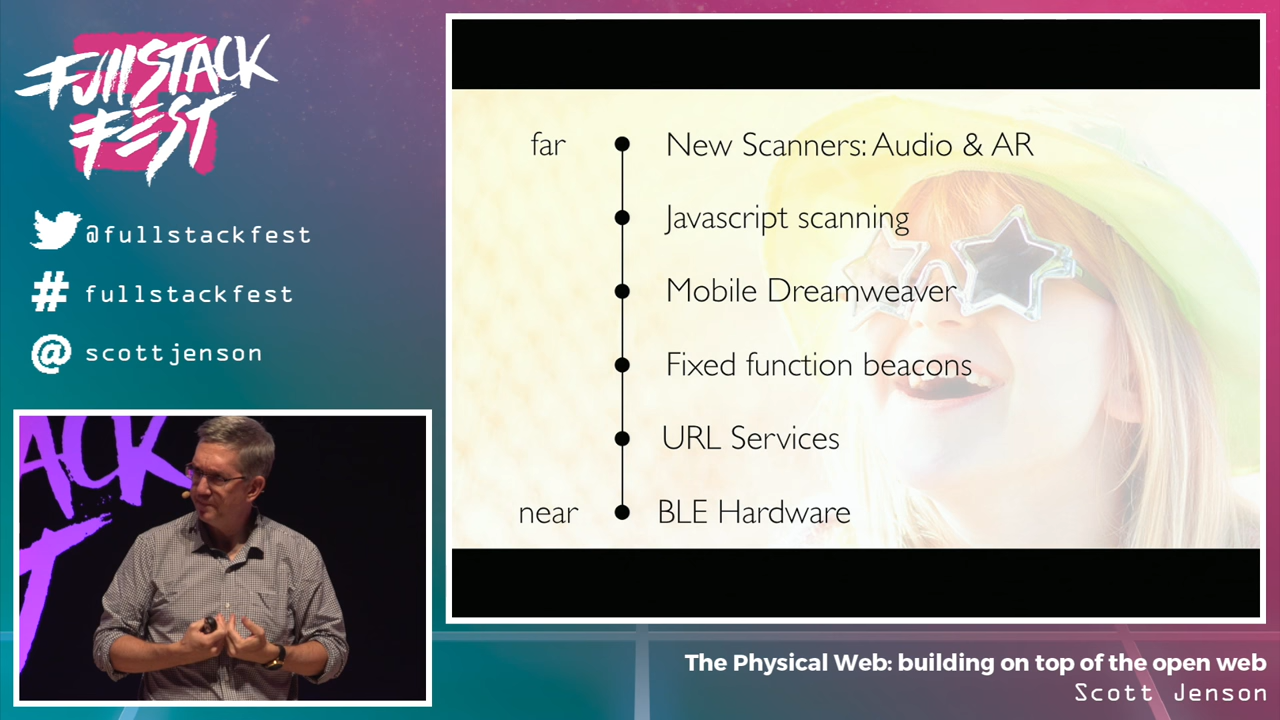 FullSTACK
FEST
@fullstackfest
# fullstackfest
@ scottjenson
ACK
T
far
New Scanners: Audio & AR
Javascript scanning
Mobile Dreamweaver
Fixed function beacons
URL Services
near
BLE Hardware
The Physical Web: building on top of the open web
Scott Jenson